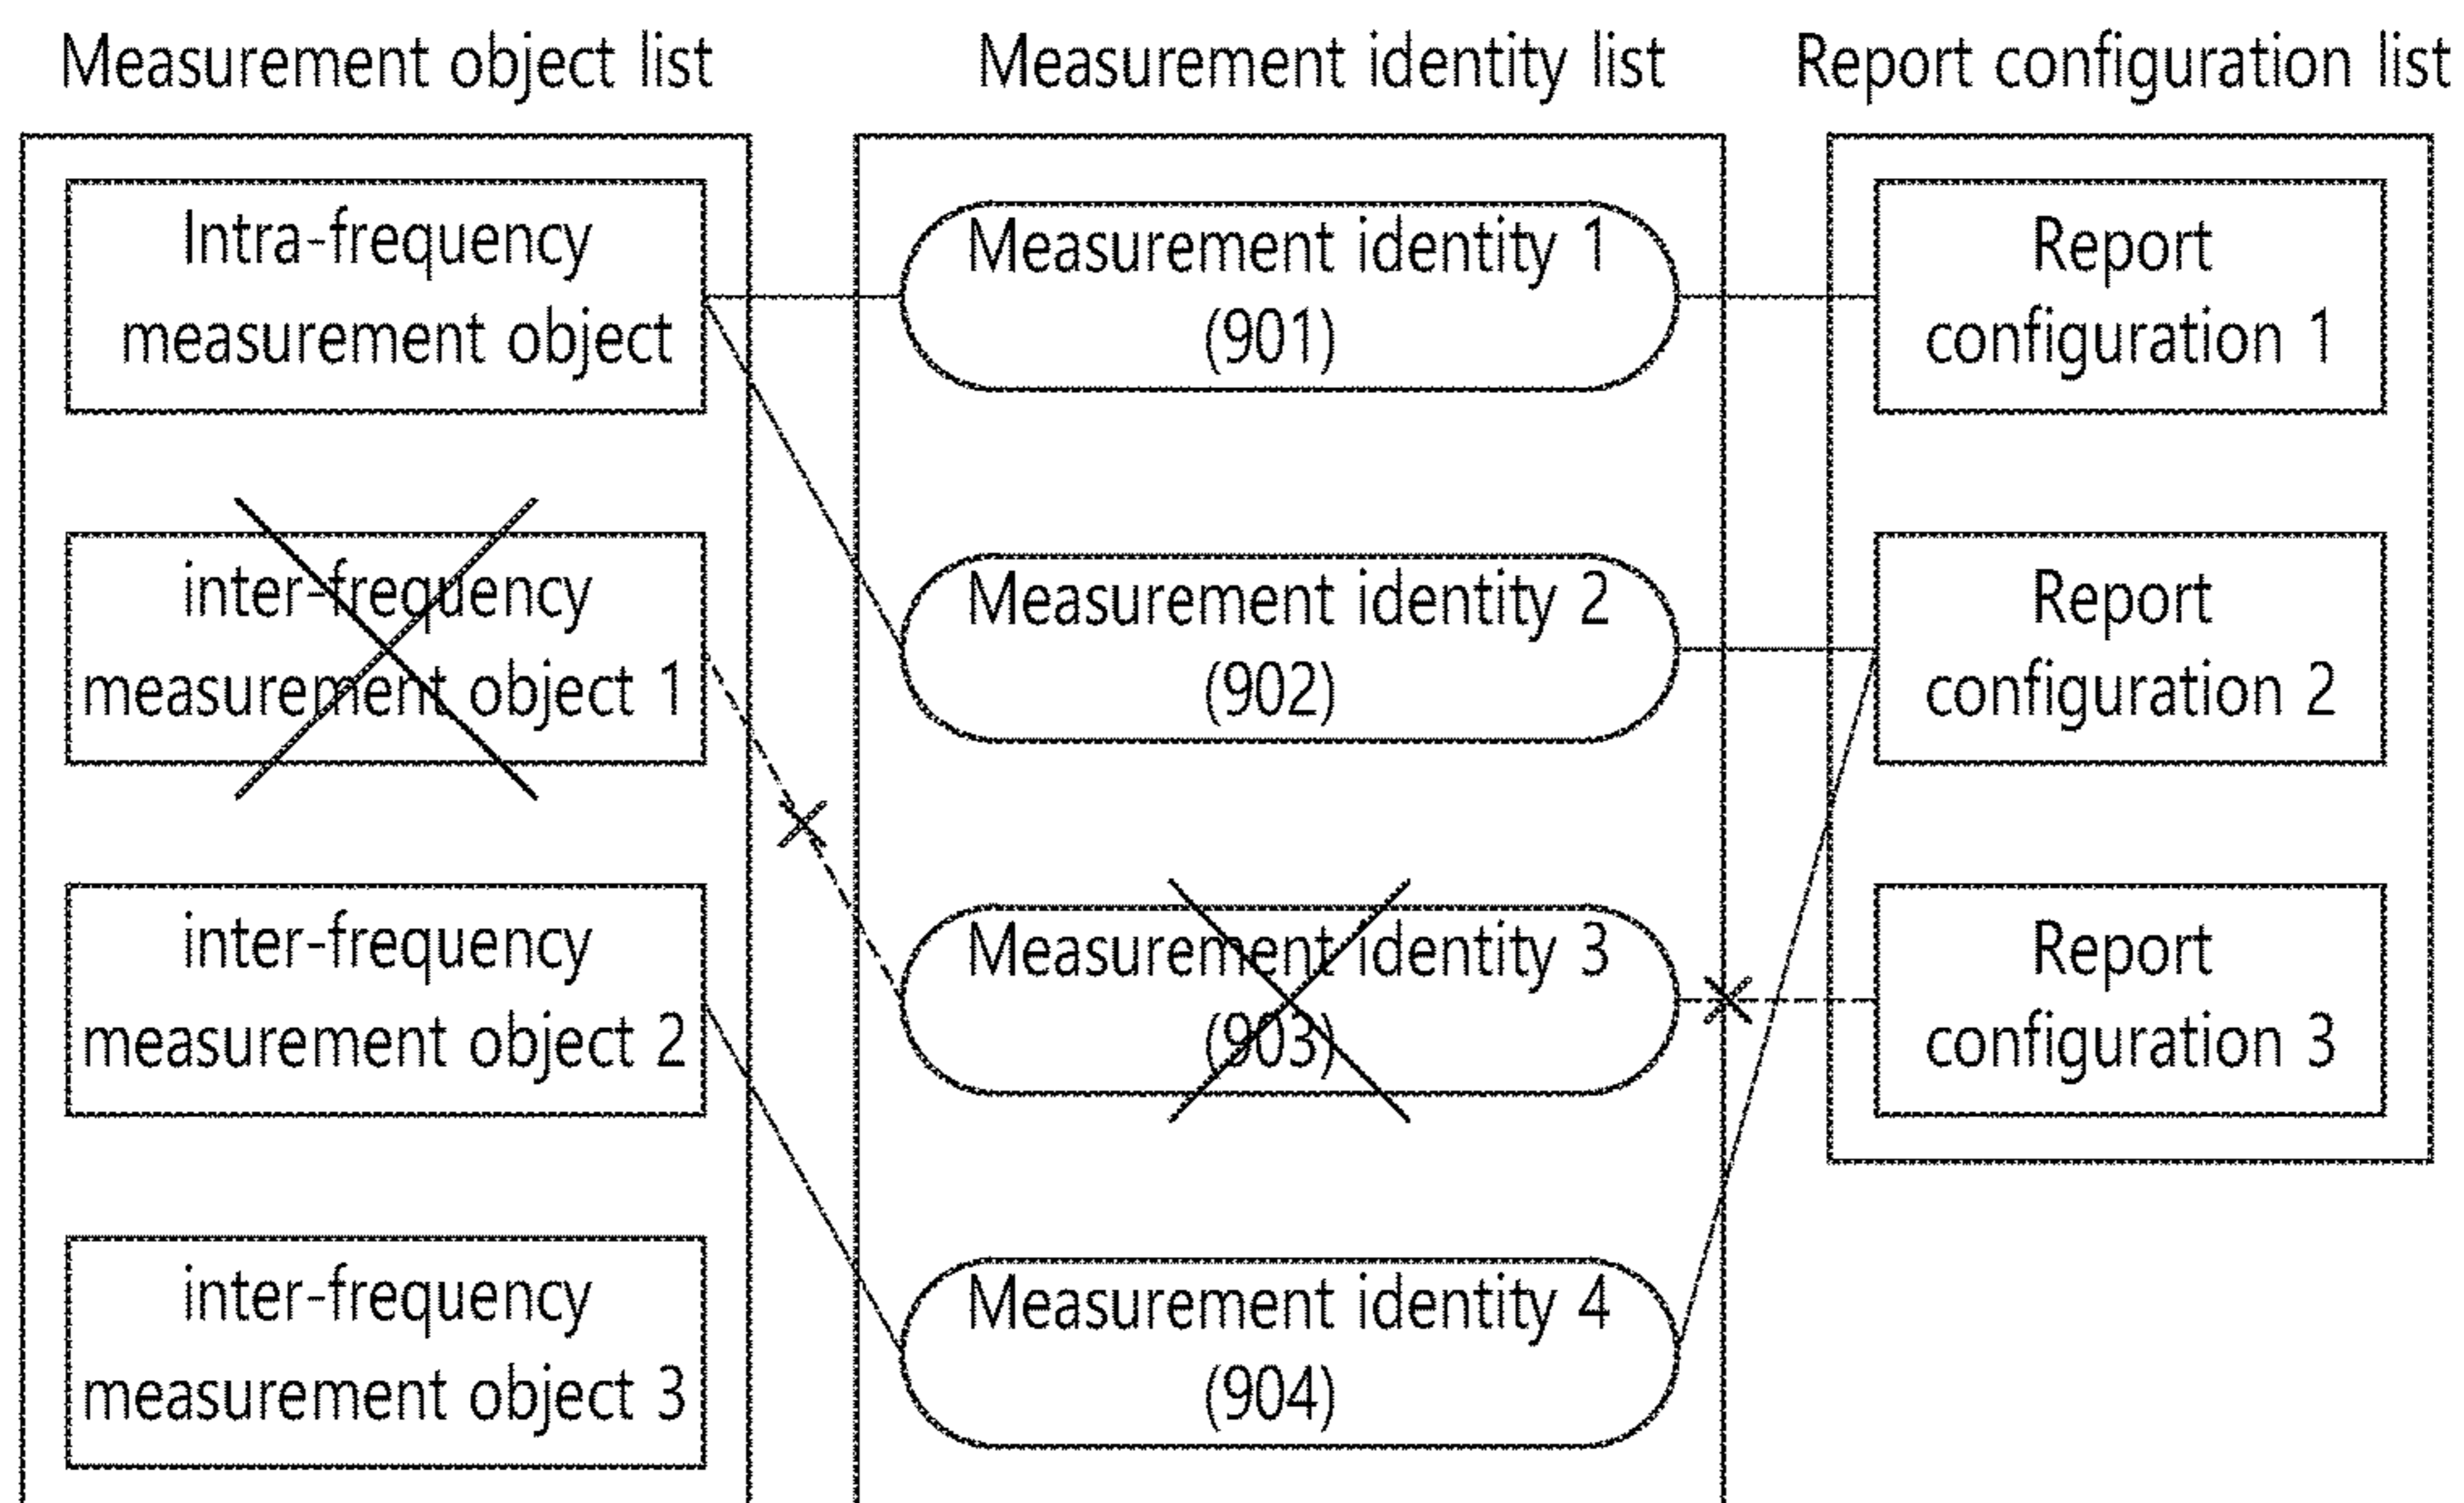 Measurement object list
Measurement identity list
Report configuration list
Intra-frequency
measurement object
Measurement identity 1
(901)
Report
configuration 1
inter-frequency
measurement object 1
Measurement identity 2
(902)
Report
configuration 2
inter-frequency
measurement object 2
Measurement identity 3
(903)
Report
configuration 3
inter-frequency
measurement object 3
Measurement identity 4
(904)